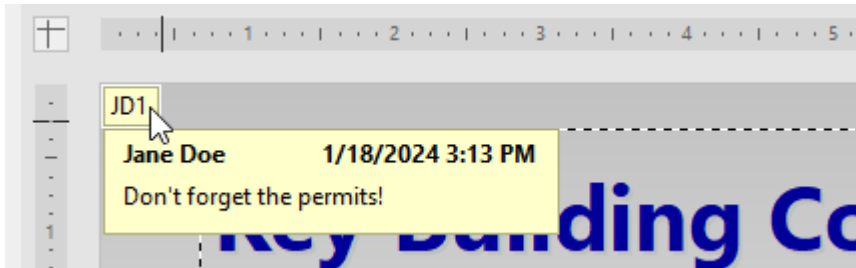 1 2 3 4 5
JD1
Jane Doe 1/18/2024 3:13 PM
Don't forget the permits!
1
Key Building Co